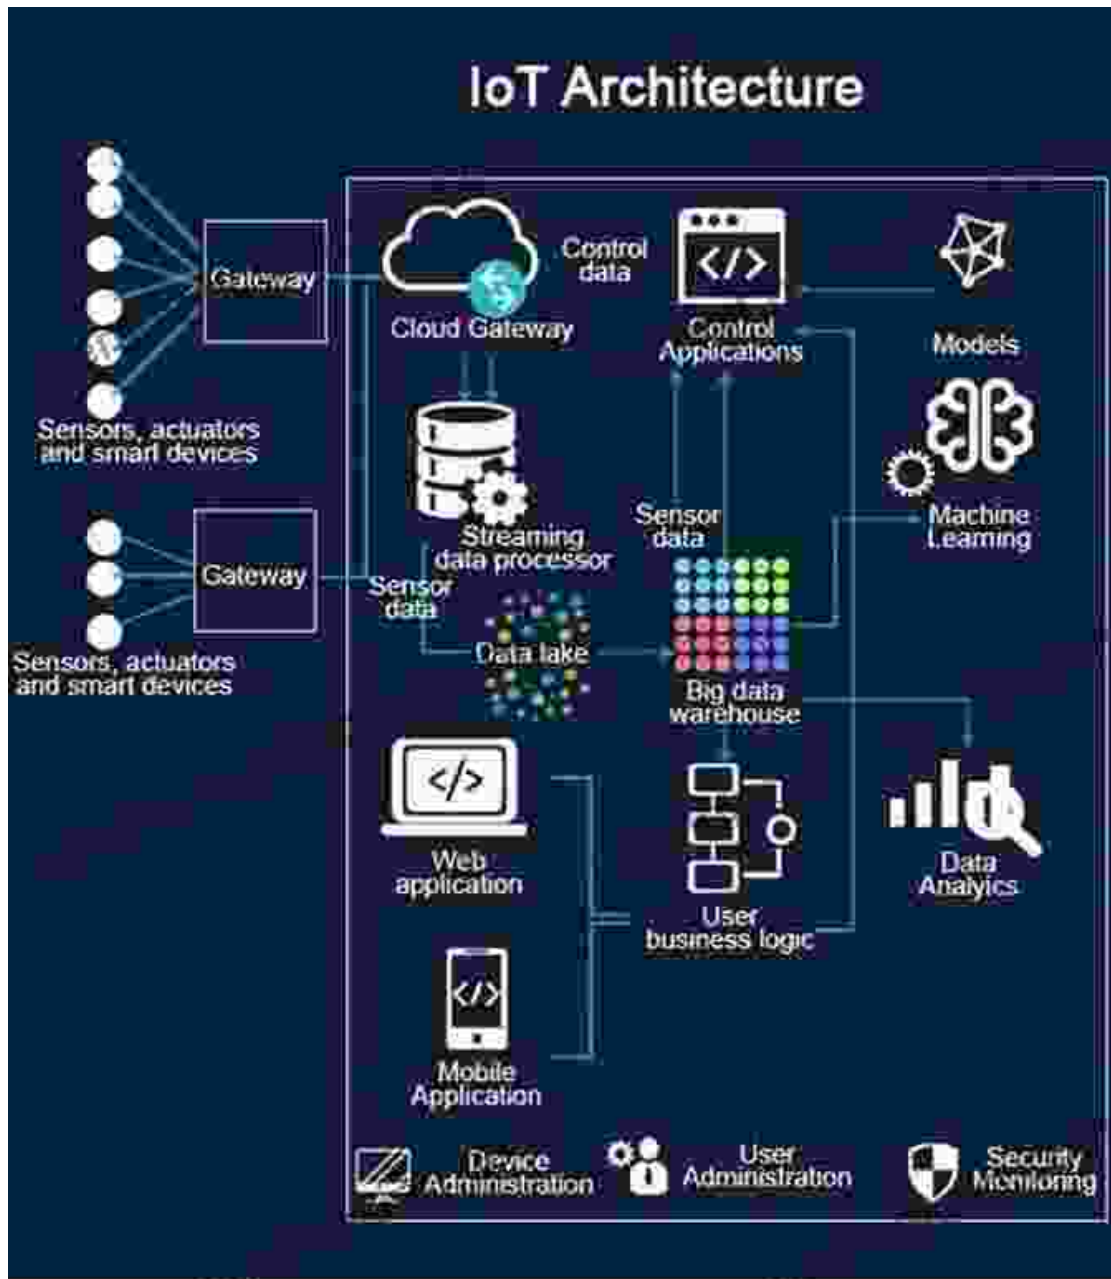 IoT Architecture
Gateway
Sensors, actuators
and smart devices
Gateway
Sensors, actuators
and smart devices
Cloud Gateway
Control
data
</>
Control
Applications
Models
Streaming
data processor
Sensor
data
Sensor
data
Machine
Learning
Data lake
Big data
warehouse
</>
Web
application
User
business logic
Data
Analyics
</>
Mobile
Application
Device
Administration
User
Administration
Security
Monitoring